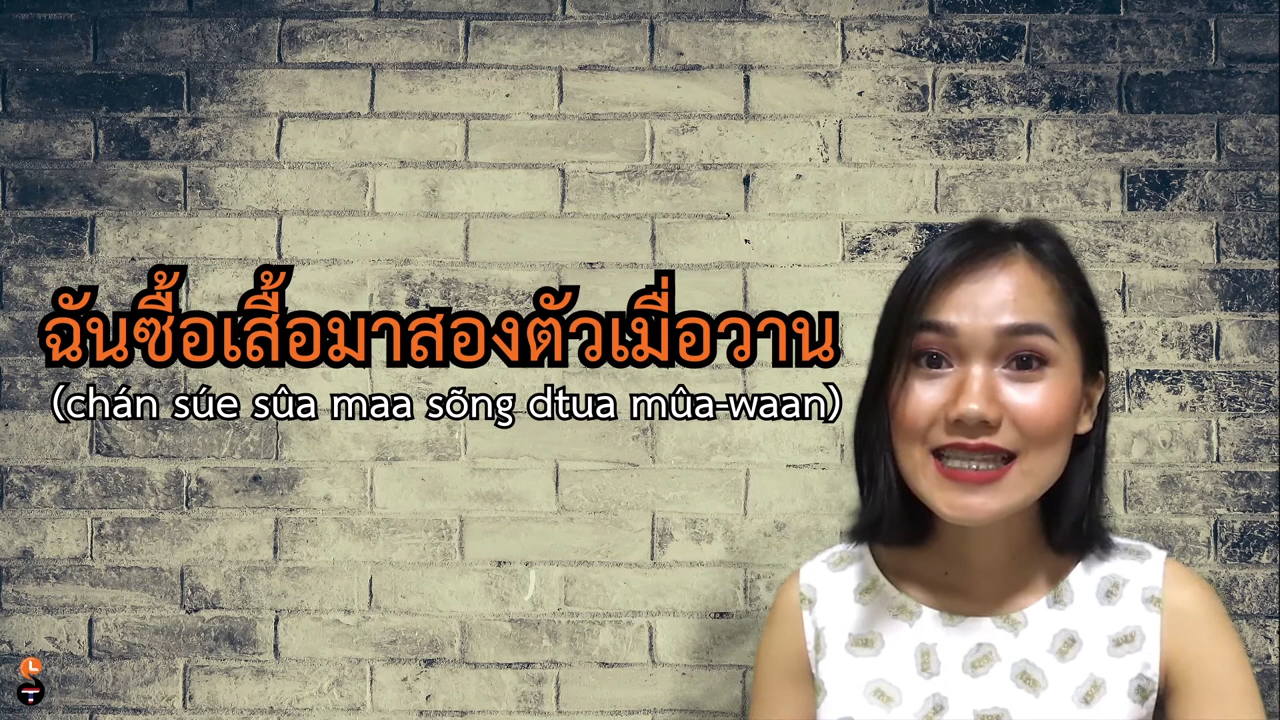 ฉันซื้อเสื้อมาสองตัวเมื่อวาน
(chán súe sûa maa sõng dtua mûa-waan)